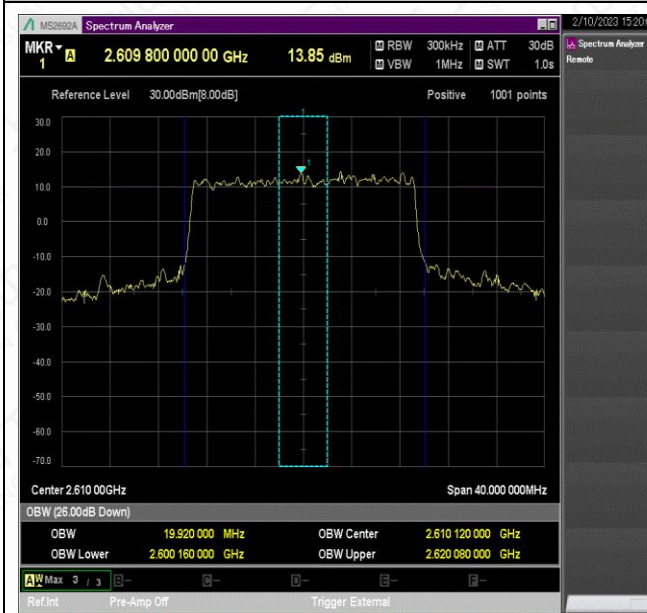 MS2692A Spectrum Analyzer
2/10/2023 15:20:
MKR 1 A 2.609 800 000 00 GHz 13.85 dBm
M RBW 300kHz M ATT 30dB
M VBW 1MHz M SWT 1.0s
Spectrum Analyzer
Remote
Reference Level 30.00dBm[8.00dB] Positive 1001 points
1
30.0
20.0
1
10.0
0.0
-10.0
-20.0
-30.0
-40.0
-50.0
-60.0
-70.0
Center 2.610 00GHz Span 40.000 000MHz
OBW (26.00dB Down)
OBW 19.920 000 MHz OBW Center 2.610 120 000 GHz
OBW Lower 2.600 160 000 GHz OBW Upper 2.620 080 000 GHz
A W Max 3 / 3 B- C- D- E- F-
Ref.Int Pre-Amp Off Trigger External